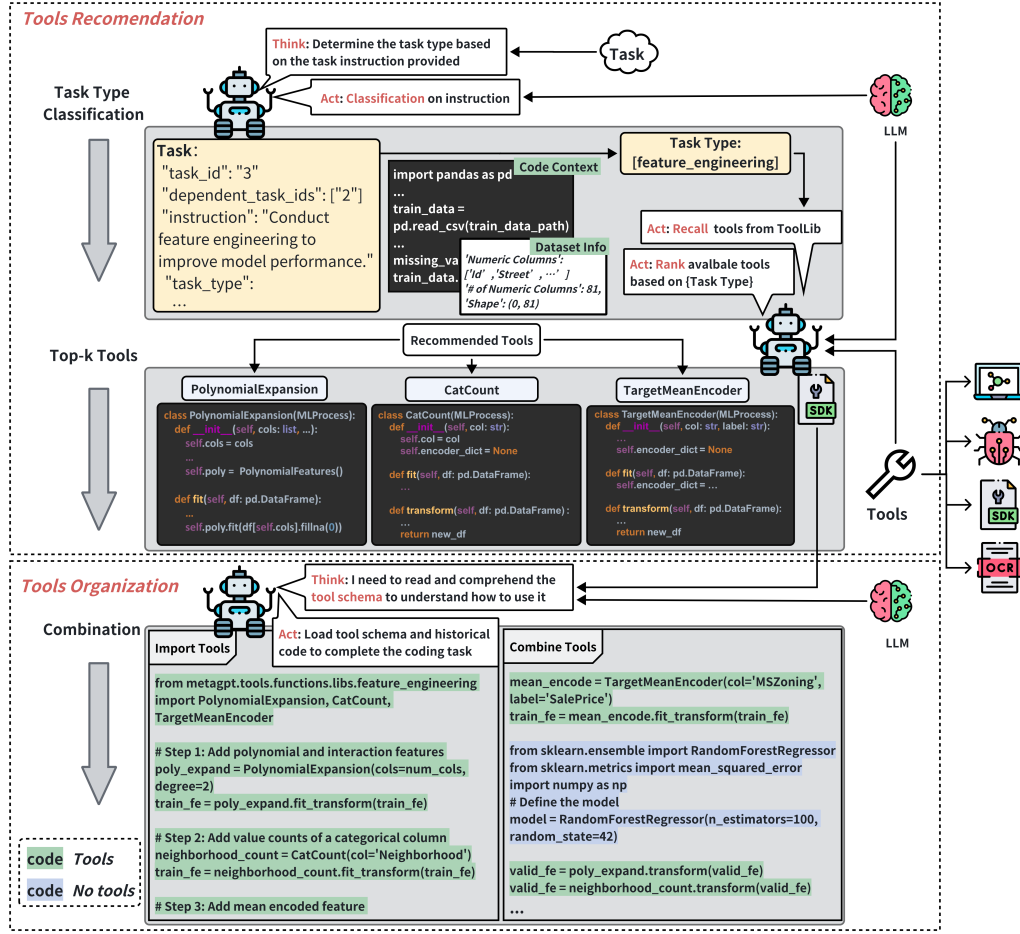 Tools Recomendation
Think: Determine the task type based
on the task instruction provided
Task
Task Type
Classification
Act: Classification on instruction
LLM
Task:
"task_id": "3"
"dependent_task_ids": ["2"]
"instruction": "Conduct
feature engineering to
improve model performance."
"task_type":
...
Code Context
import pandas as pd
...
train_data =
pd.read_csv(train_data_path)
...
missing_va
train_data.
Dataset Info
'Numeric Columns':
['Id' ,'Street' ,…' ]
'# of Numeric Columns': 81,
'Shape': (0, 81)
Task Type:
[feature_engineering]
Act: Recall tools from ToolLib
Act: Rank avalbale tools
based on {Task Type}
Top-k Tools
Recommended Tools
PolynomialExpansion
CatCount
TargetMeanEncoder
class PolynomialExpansion(MLProcess):
def __init__(self, cols: list, ...):
self.cols = cols
...
self.poly = PolynomialFeatures()
def fit(self, df: pd.DataFrame):
...
self.poly.fit(df[self.cols].fillna(0))
class CatCount(MLProcess):
def __init__(self, col: str):
self.col = col
self.encoder_dict = None
def fit(self, df: pd.DataFrame):
...
def transform(self, df: pd.DataFrame) :
...
return new_df
class TargetMeanEncoder(MLProcess):
def __init__(self, col: str, label: str):
...
self.encoder_dict = None
def fit(self, df: pd.DataFrame):
self.encoder_dict = ...
def transform(self, df: pd.DataFrame):
...
return new_df
SDK
Tools
SDK
OCR
Tools Organization
Think: I need to read and comprehend the
tool schema to understand how to use it
LLM
Combination
Act: Load tool schema and historical
code to complete the coding task
Import Tools
from metagpt.tools.functions.libs.feature_engineering
import PolynomialExpansion, CatCount,
TargetMeanEncoder
# Step 1: Add polynomial and interaction features
poly_expand = PolynomialExpansion(cols=num_cols,
degree=2)
train_fe = poly_expand.fit_transform(train_fe)
# Step 2: Add value counts of a categorical column
neighborhood_count = CatCount(col='Neighborhood')
train_fe = neighborhood_count.fit_transform(train_fe)
# Step 3: Add mean encoded feature
Combine Tools
mean_encode = TargetMeanEncoder(col='MSZoning',
label='SalePrice')
train_fe = mean_encode.fit_transform(train_fe)
from sklearn.ensemble import RandomForestRegressor
from sklearn.metrics import mean_squared_error
import numpy as np
# Define the model
model = RandomForestRegressor(n_estimators=100,
random_state=42)
valid_fe = poly_expand.transform(valid_fe)
valid_fe = neighborhood_count.transform(valid_fe)
...
code Tools
code No tools